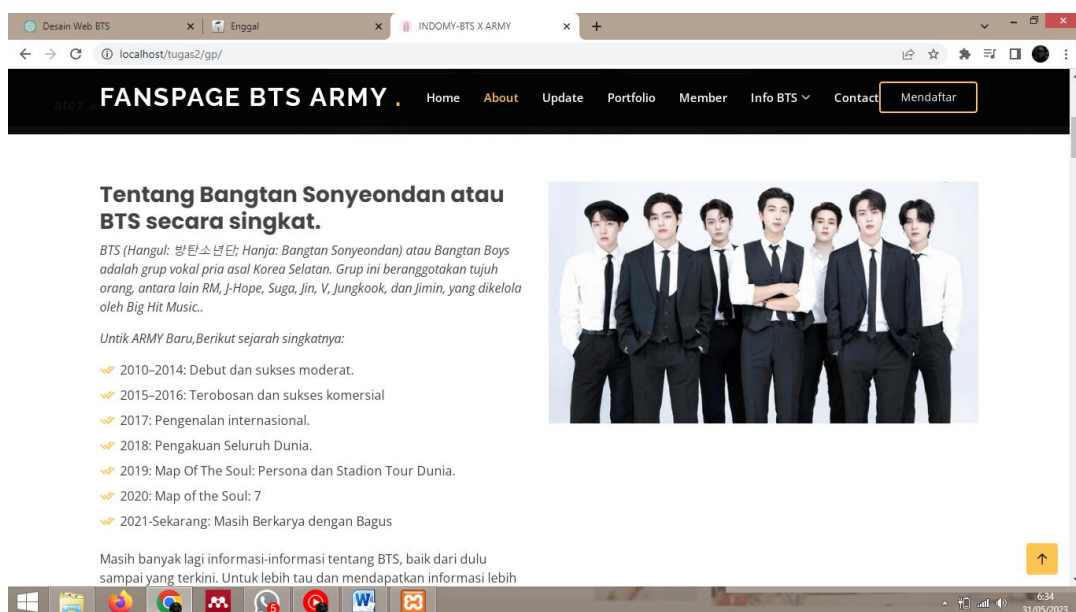 Desain Web BTS
Enggal
INDOMY-BTS X ARMY
localhost/tugas2/gp/
FANSPAGE BTS ARMY .
Home
About
Update
Portfolio
Member
Info BTS
Contact
Mendaftar
Tentang Bangtan Sonyeondan atau
BTS secara singkat.
BTS (Hangul: 방탄소년단; Hanja: Bangtan Sonyeondan) atau Bangtan Boys
adalah grup vokal pria asal Korea Selatan. Grup ini beranggotakan tujuh
orang, antara lain RM, J-Hope, Suga, Jin, V, Jungkook, dan Jimin, yang dikelola
oleh Big Hit Music..
Untik ARMY Baru,Berikut sejarah singkatnya:
2010–2014: Debut dan sukses moderat.
2015–2016: Terobosan dan sukses komersial
2017: Pengenalan internasional.
2018: Pengakuan Seluruh Dunia.
2019: Map Of The Soul: Persona dan Stadion Tour Dunia.
2020: Map of the Soul: 7
2021-Sekarang: Masih Berkarya dengan Bagus
Masih banyak lagi informasi-informasi tentang BTS, baik dari dulu
sampai yang terkini. Untuk lebih tau dan mendapatkan informasi lebih
6:34
31/05/2023